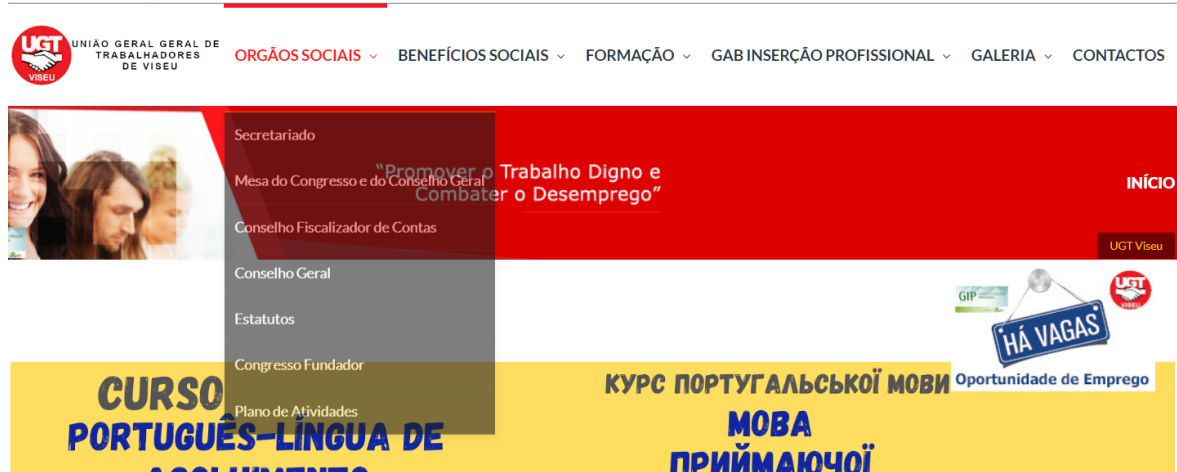 UGT
VISEU
UNIÃO GERAL GERAL DE
TRABALHADORES
DE VISEU
ORGÃOS SOCIAIS
BENEFÍCIOS SOCIAIS
FORMAÇÃO
GAB INSERÇÃO PROFISSIONAL
GALERIA
CONTACTOS
Secretariado
Mesa do Congresso e do Conselho Geral
Conselho Fiscalizador de Contas
Conselho Geral
Estatutos
Congresso Fundador
Plano de Atividades
"Promover o Trabalho Digno e
Combater o Desemprego"
INÍCIO
UGT Viseu
GIP
UGT
VISEU
HÁ VAGAS
Oportunidade de Emprego
CURSO
PORTUGUÊS-LÍNGUA DE
ACOLHIMENTO
КУРС ПОРТУГАЛЬСЬКОЇ МОВИ
МОВА
ПРИЙМАЮЧОЇ